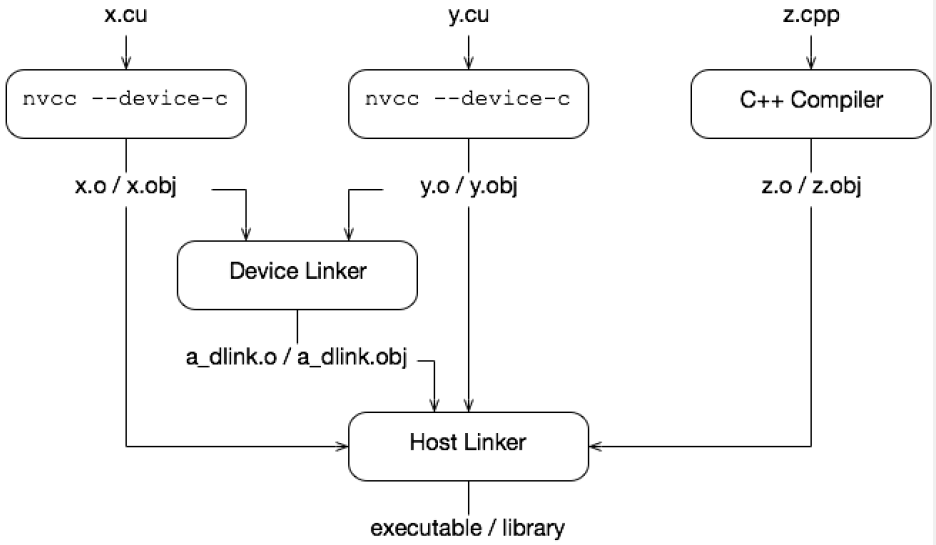 x.cu
y.cu
z.cpp
nvcc --device-c
nvcc --device-c
C++ Compiler
x.o / x.obj
y.o / y.obj
z.o / z.obj
Device Linker
a_dlink.o / a_dlink.obj
Host Linker
executable / library